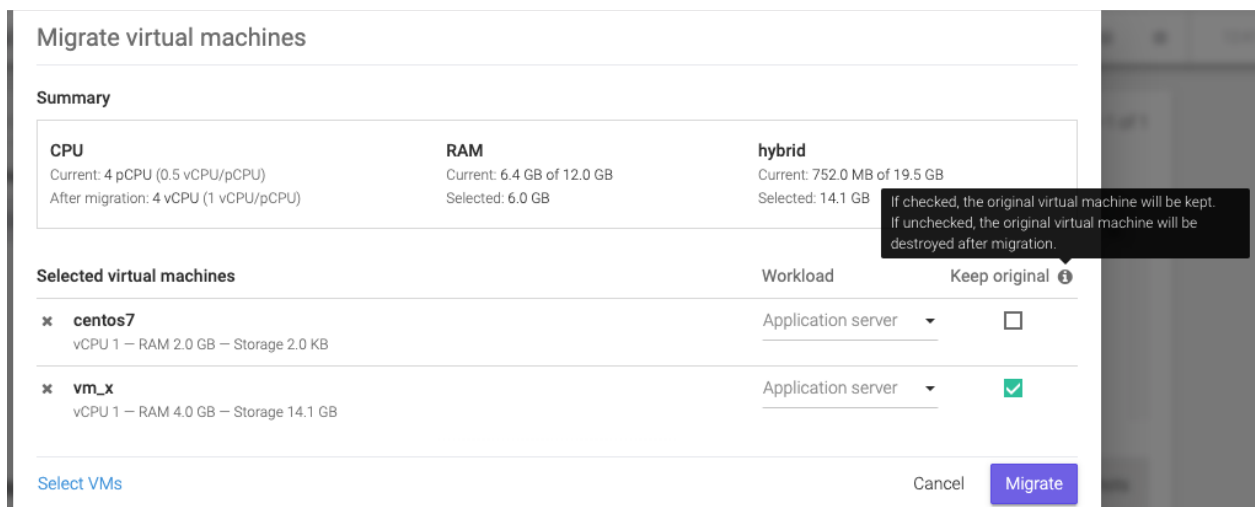 Migrate virtual machines
Summary
CPU
Current: 4 pCPU (0.5 vCPU/pCPU)
After migration: 4 vCPU (1 vCPU/pCPU)
RAM
Current: 6.4 GB of 12.0 GB
Selected: 6.0 GB
hybrid
Current: 752.0 MB of 19.5 GB
Selected: 14.1 GB
If checked, the original virtual machine will be kept.
If unchecked, the original virtual machine will be
destroyed after migration.
Selected virtual machines
Workload
Keep original
centos7
vCPU 1 — RAM 2.0 GB — Storage 2.0 KB
Application server
vm_x
vCPU 1 — RAM 4.0 GB — Storage 14.1 GB
Application server
Select VMs
Cancel
Migrate